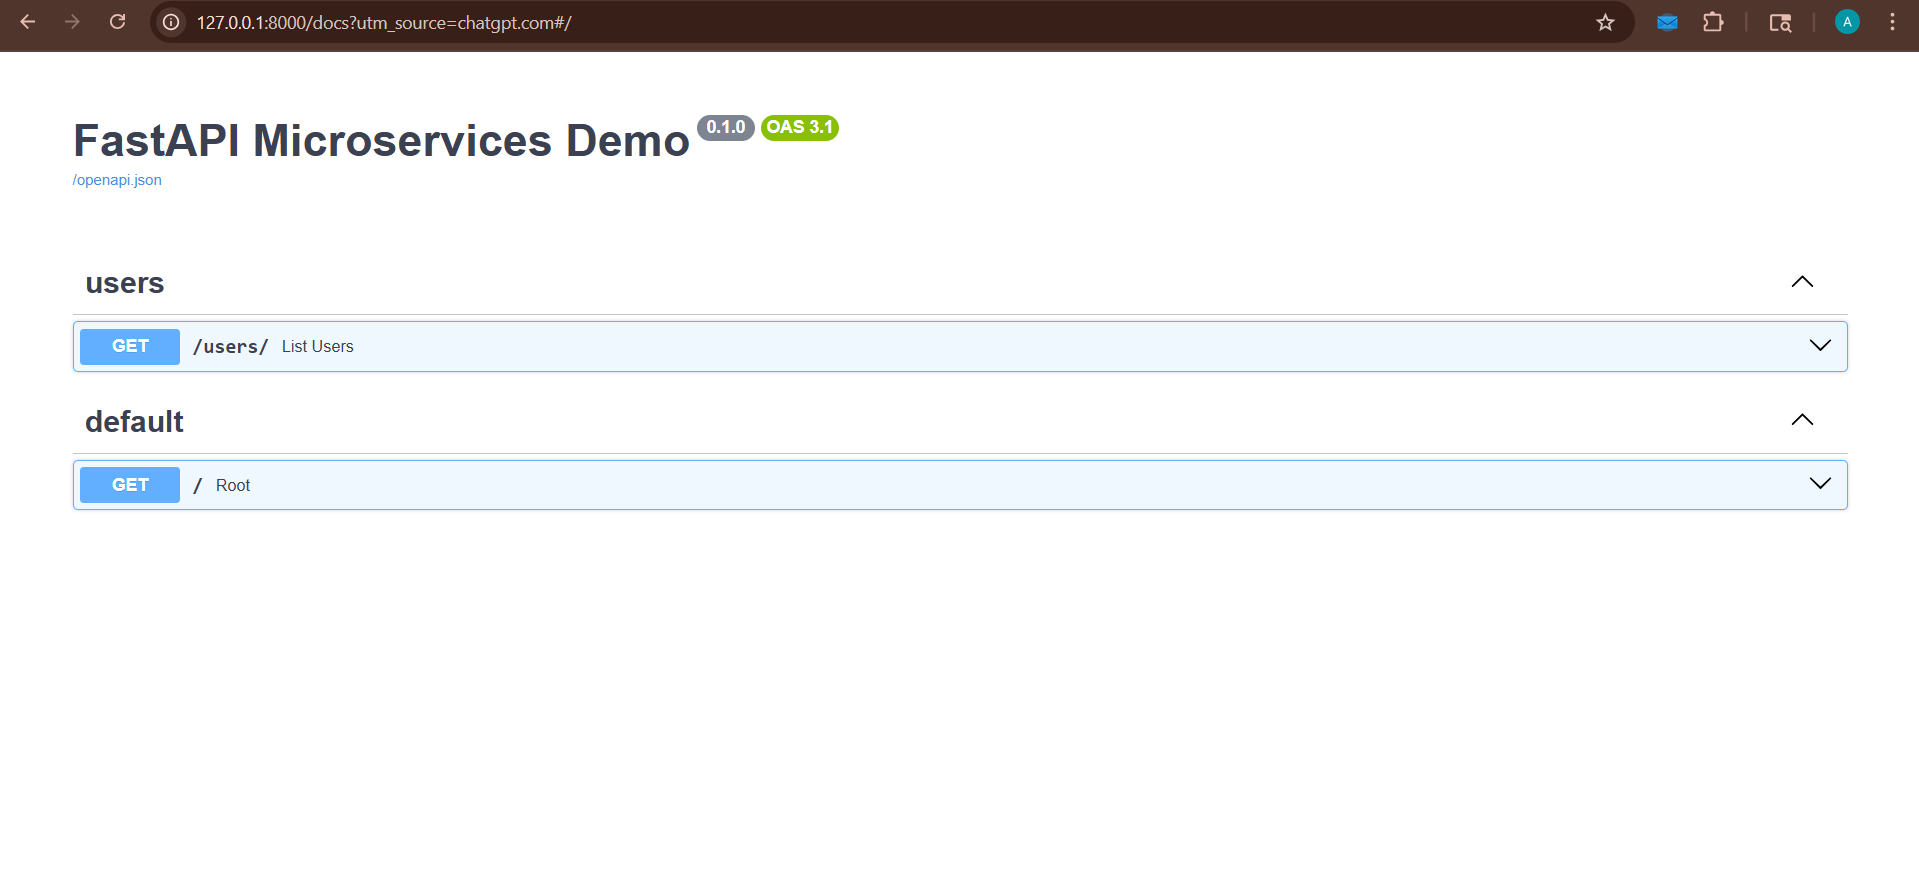 127.0.0.1:8000/docs?utm_source=chatgpt.com#/
A
FastAPI Microservices Demo 0.1.0 OAS 3.1
/openapi.json
users
GET /users/ List Users
default
GET / Root